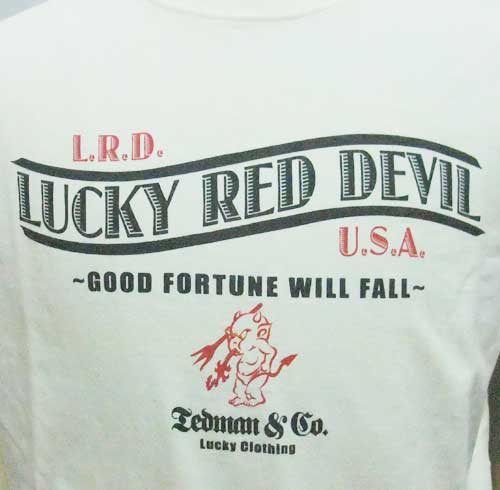 L.R.D.
LUCKY RED DEVIL
U.S.A.
~GOOD FORTUNE WILL FALL~
Tedman & Co.
Lucky Clothing